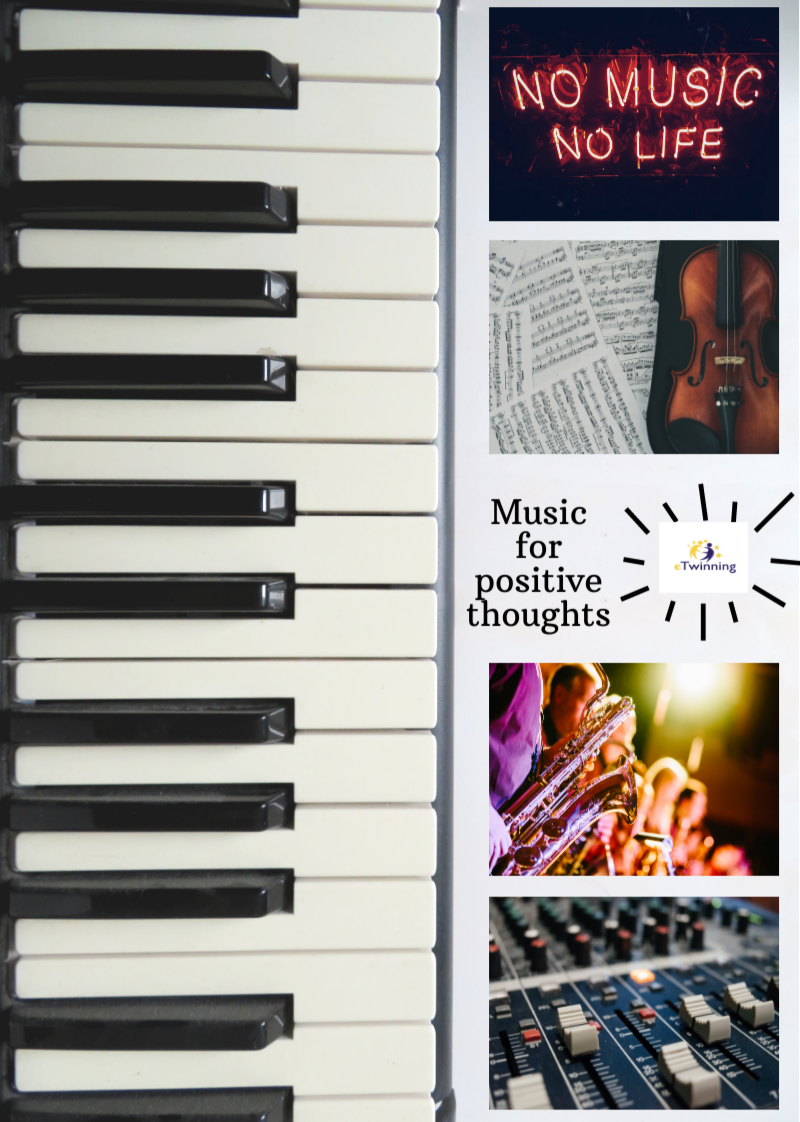 NO MUSIC
NO LIFE
Music
for
positive
thoughts
eTwinning